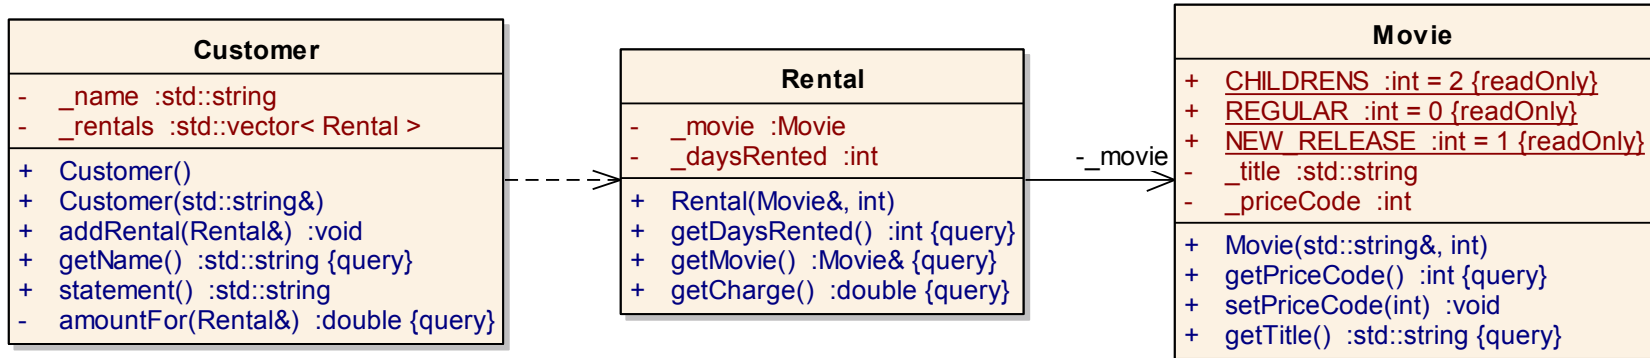 Customer
- _name :std::string
- _rentals :std::vector< Rental >
+ Customer()
+ Customer(std::string&)
+ addRental(Rental&) :void
+ getName() :std::string {query}
+ statement() :std::string
- amountFor(Rental&) :double {query}
Rental
- _movie :Movie
- _daysRented :int
+ Rental(Movie&, int)
+ getDaysRented() :int {query}
+ getMovie() :Movie& {query}
+ getCharge() :double {query}
-_movie
Movie
+ CHILDRENS :int = 2 {readOnly}
+ REGULAR :int = 0 {readOnly}
+ NEW_RELEASE :int = 1 {readOnly}
- _title :std::string
- _priceCode :int
+ Movie(std::string&, int)
+ getPriceCode() :int {query}
+ setPriceCode(int) :void
+ getTitle() :std::string {query}